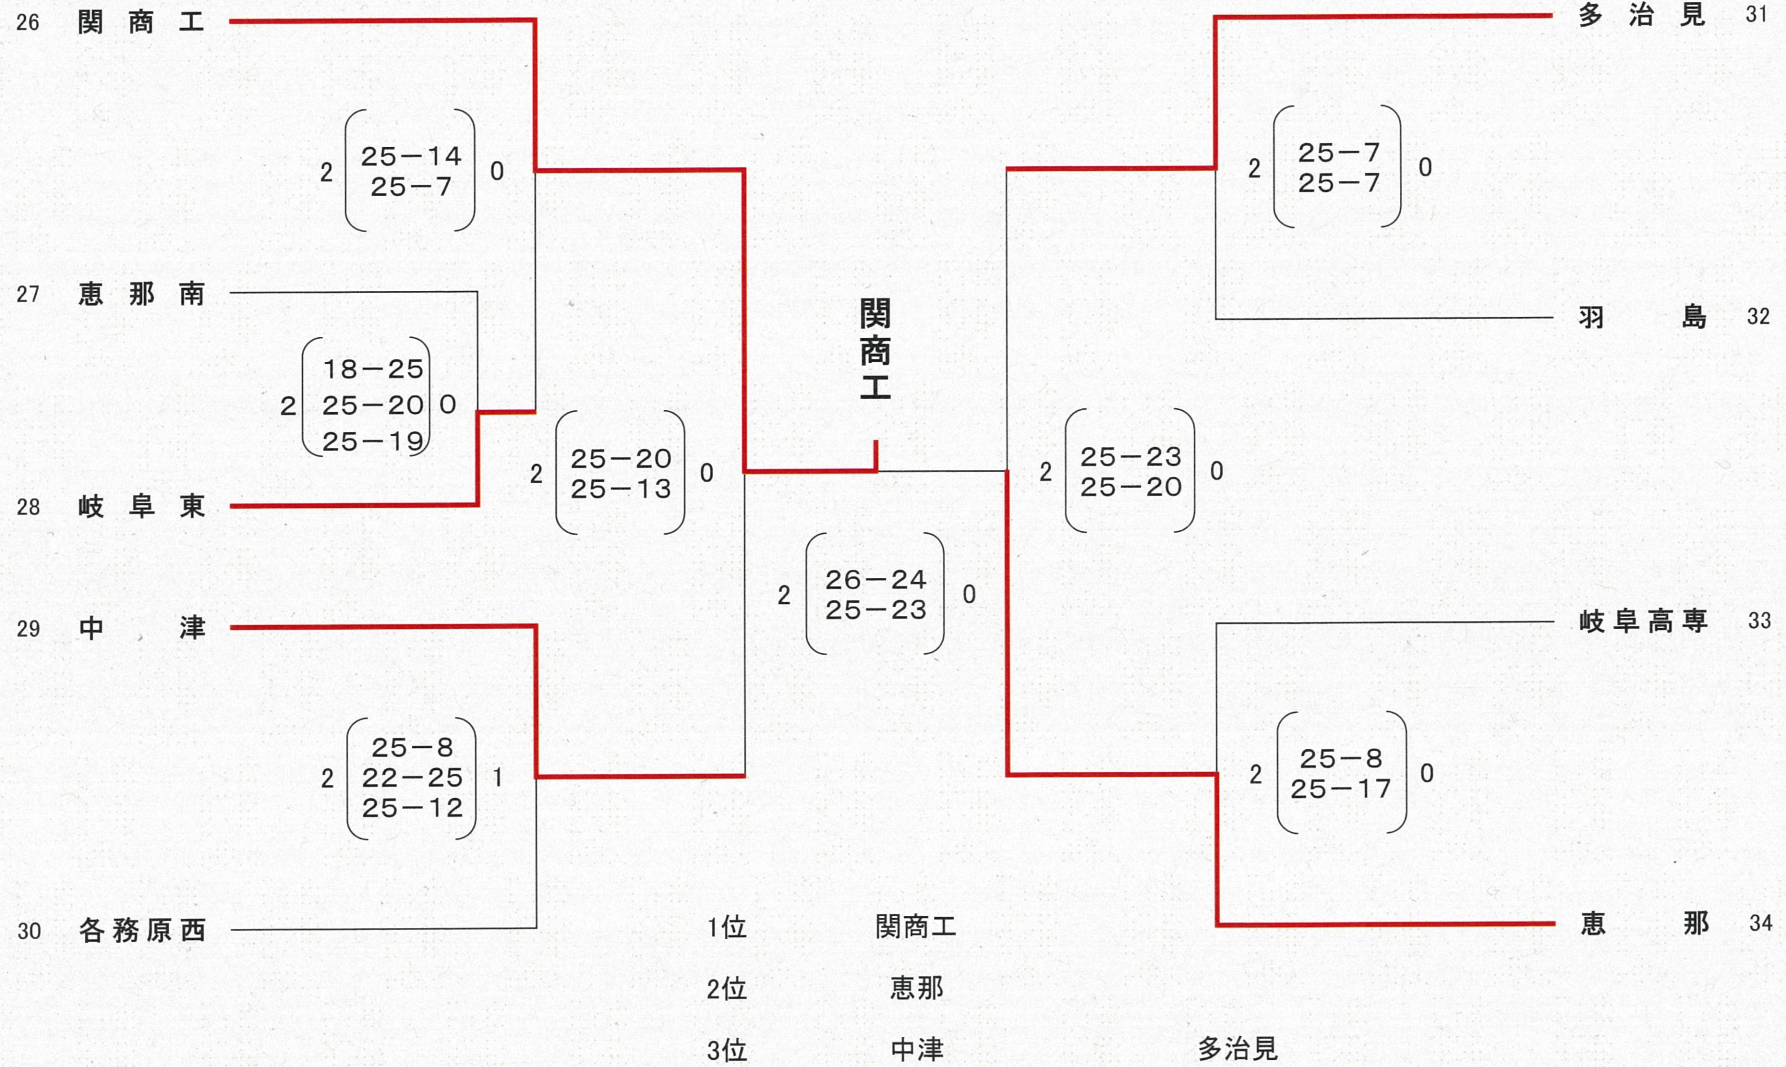 26 関商工
多治見 31
2 25－14 0
25－7
2 25－7 0
25－7
27 恵那南
関商工
羽島 32
18－25
2 25－20 0
25－19
2 25－20 0
25－13
2 25－23 0
25－20
28 岐阜東
2 26－24 0
25－23
29 中津
岐阜高専 33
25－8
2 22－25 1
25－12
2 25－8 0
25－17
30 各務原西
恵那 34
1位 関商工
2位 恵那
3位 中津 多治見